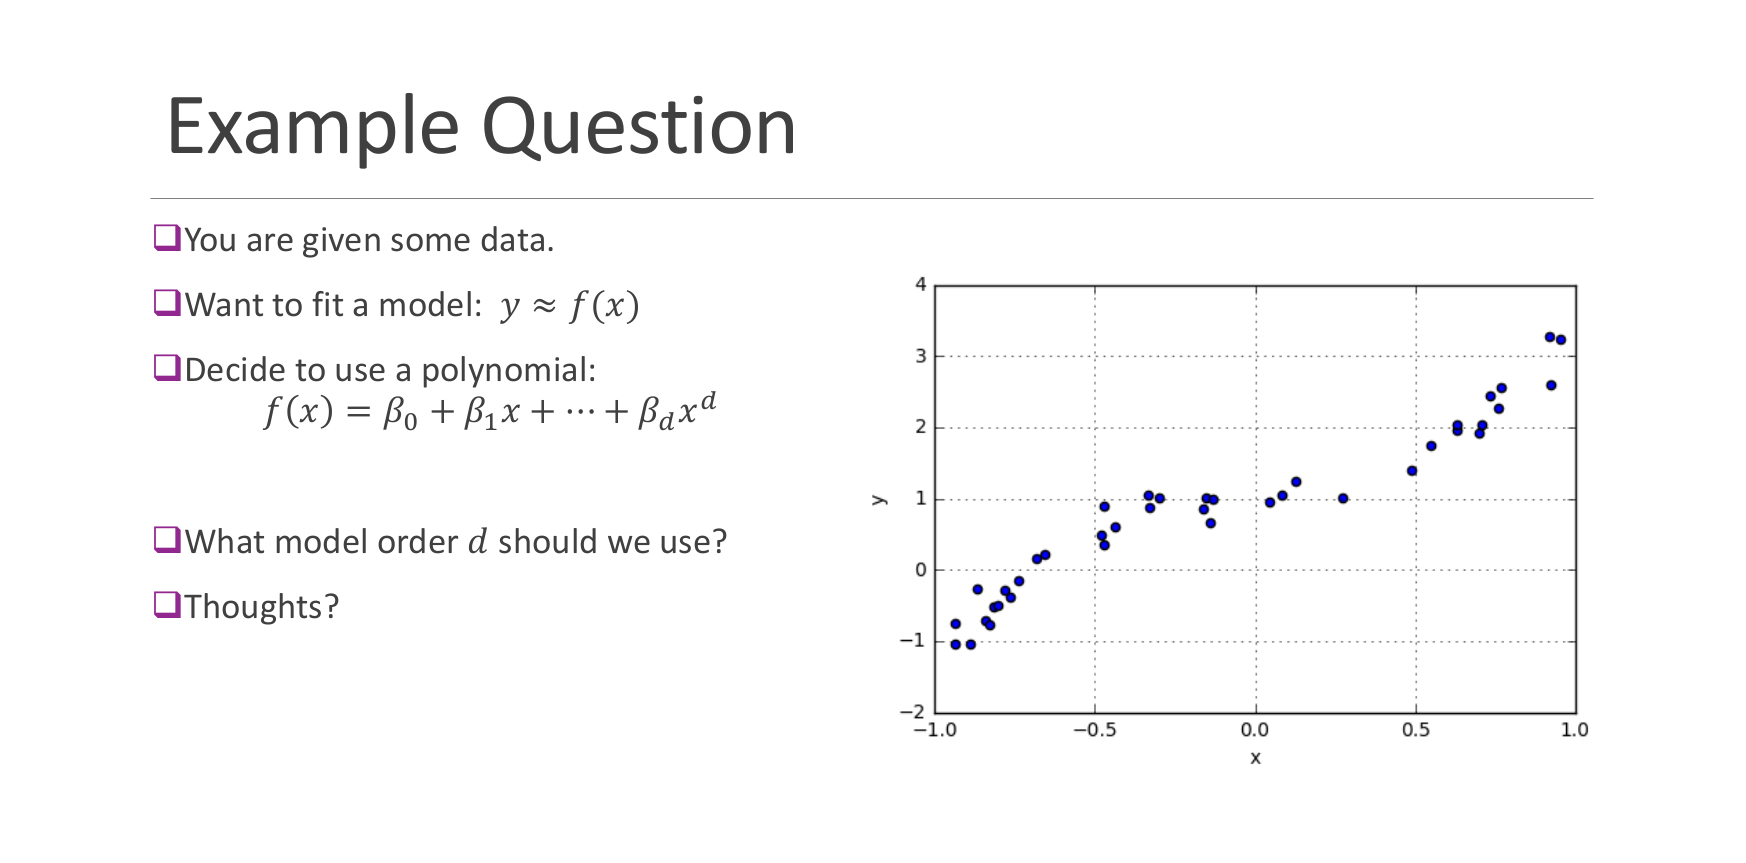 Example Question
❑You are given some data.
❑Want to fit a model: 𝑦 ≈ 𝑓(𝑥)
❑Decide to use a polynomial:
𝑓(𝑥) = 𝛽₀ + 𝛽₁𝑥 + ⋯ + 𝛽_𝑑 𝑥^𝑑
❑What model order 𝑑 should we use?
❑Thoughts?
4
3
2
1
0
−1
−2
y
−1.0 −0.5 0.0 0.5 1.0
x